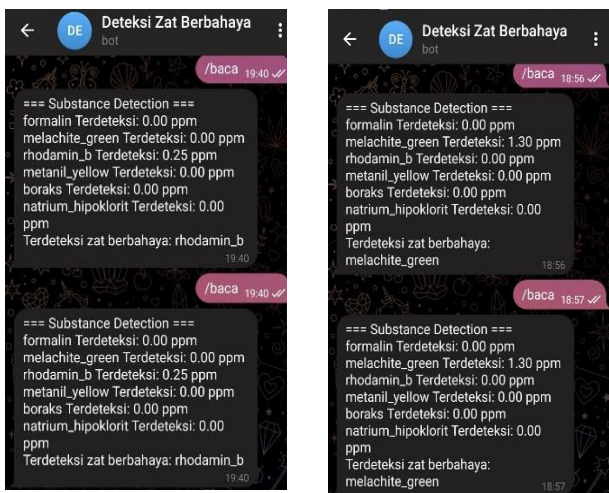 Deteksi Zat Berbahaya
DE
bot
/baca 19:40
=== Substance Detection ===
formalin Terdeteksi: 0.00 ppm
melachite_green Terdeteksi: 0.00 ppm
rhodamin_b Terdeteksi: 0.25 ppm
metanil_yellow Terdeteksi: 0.00 ppm
boraks Terdeteksi: 0.00 ppm
natrium_hipoklorit Terdeteksi: 0.00
ppm
Terdeteksi zat berbahaya: rhodamin_b
19:40
/baca 19:40
=== Substance Detection ===
formalin Terdeteksi: 0.00 ppm
melachite_green Terdeteksi: 0.00 ppm
rhodamin_b Terdeteksi: 0.25 ppm
metanil_yellow Terdeteksi: 0.00 ppm
boraks Terdeteksi: 0.00 ppm
natrium_hipoklorit Terdeteksi: 0.00
ppm
Terdeteksi zat berbahaya: rhodamin_b
19:40
Deteksi Zat Berbahaya
DE
bot
/baca 18:56
=== Substance Detection ===
formalin Terdeteksi: 0.00 ppm
melachite_green Terdeteksi: 1.30 ppm
rhodamin_b Terdeteksi: 0.00 ppm
metanil_yellow Terdeteksi: 0.00 ppm
boraks Terdeteksi: 0.00 ppm
natrium_hipoklorit Terdeteksi: 0.00
ppm
Terdeteksi zat berbahaya:
melachite_green
18:56
/baca 18:57
=== Substance Detection ===
formalin Terdeteksi: 0.00 ppm
melachite_green Terdeteksi: 1.30 ppm
rhodamin_b Terdeteksi: 0.00 ppm
metanil_yellow Terdeteksi: 0.00 ppm
boraks Terdeteksi: 0.00 ppm
natrium_hipoklorit Terdeteksi: 0.00
ppm
Terdeteksi zat berbahaya:
melachite_green
18:57